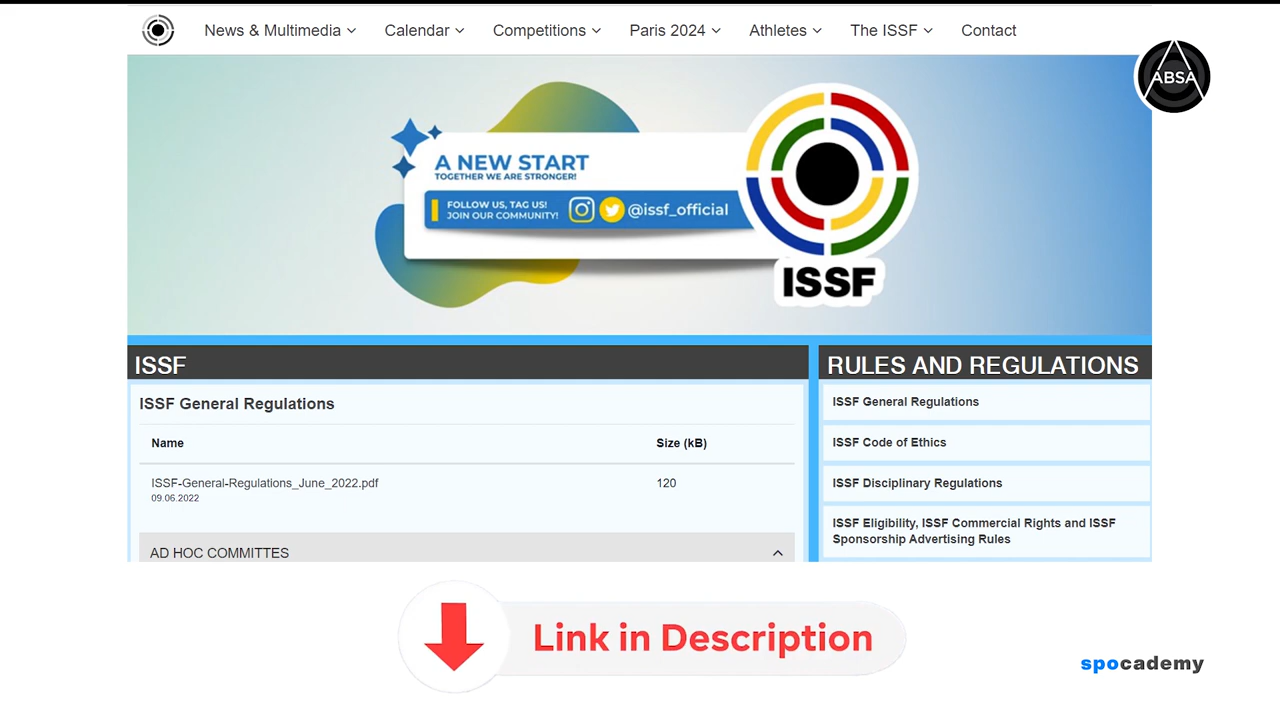 News & Multimedia
Calendar
Competitions
Paris 2024
Athletes
The ISSF
Contact
ABSA
A NEW START
TOGETHER WE ARE STRONGER!
FOLLOW US, TAG US!
JOIN OUR COMMUNITY!
@issf_official
ISSF
ISSF
RULES AND REGULATIONS
ISSF General Regulations
Name
Size (kB)
ISSF-General-Regulations_June_2022.pdf
120
09.06.2022
AD HOC COMMITTES
ISSF General Regulations
ISSF Code of Ethics
ISSF Disciplinary Regulations
ISSF Eligibility, ISSF Commercial Rights and ISSF
Sponsorship Advertising Rules
Link in Description
spocademy